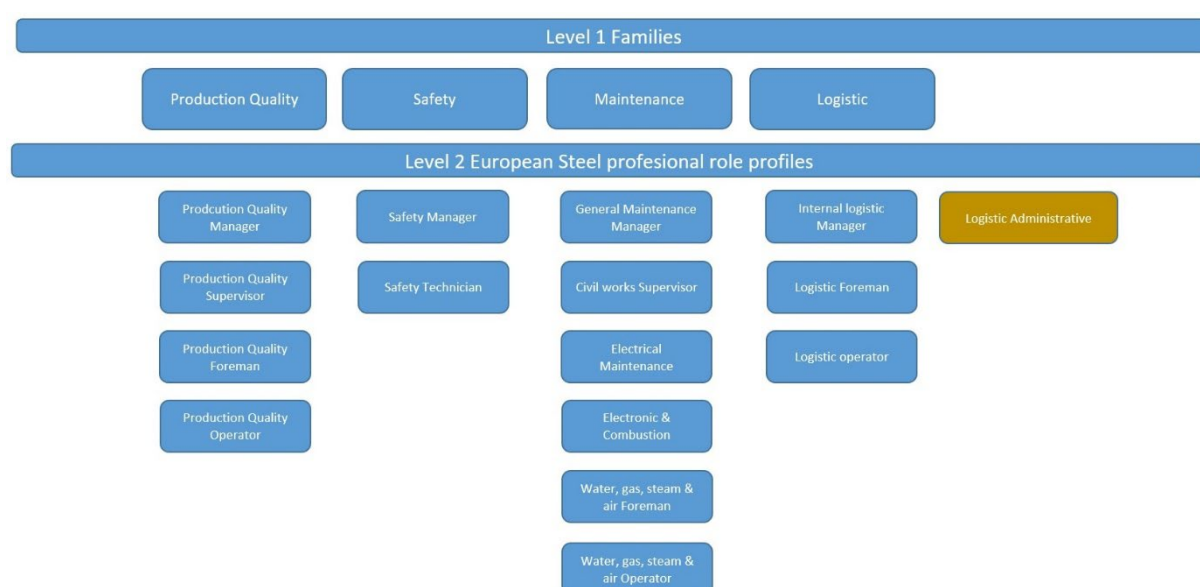 Level 1 Families
Production Quality
Safety
Maintenance
Logistic
Level 2 European Steel profesional role profiles
Prodcution Quality
Manager
Safety Manager
General Maintenance
Manager
Internal logistic
Manager
Logistic Administrative
Production Quality
Supervisor
Safety Technician
Civil works Supervisor
Logistic Foreman
Production Quality
Foreman
Electrical
Maintenance
Logistic operator
Production Quality
Operator
Electronic &
Combustion
Water, gas, steam &
air Foreman
Water, gas, steam &
air Operator